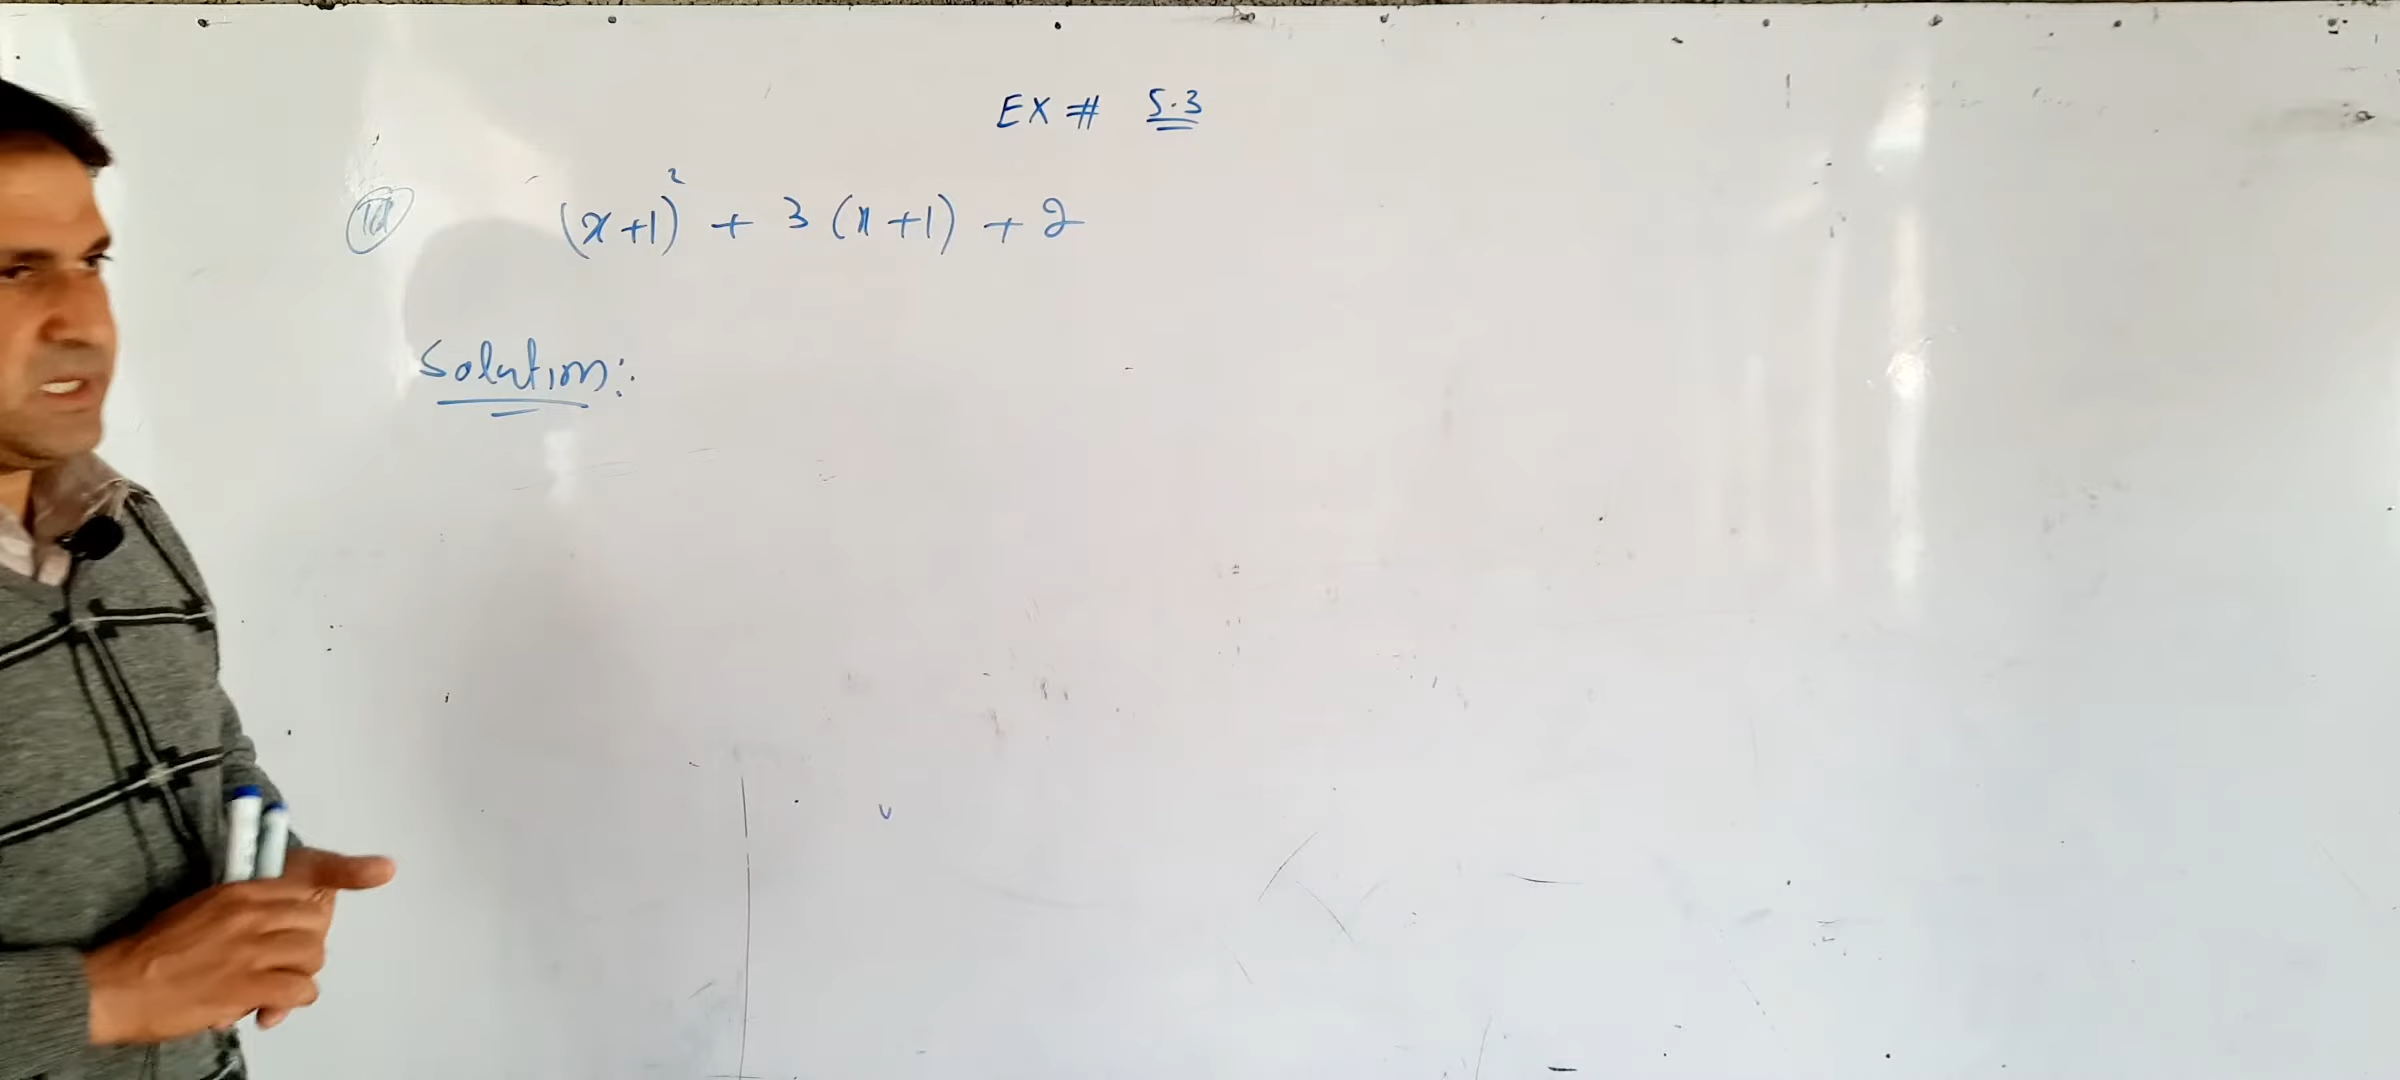 EX # 5.3
(x+1)² + 3 (x+1) + 2
Solution: